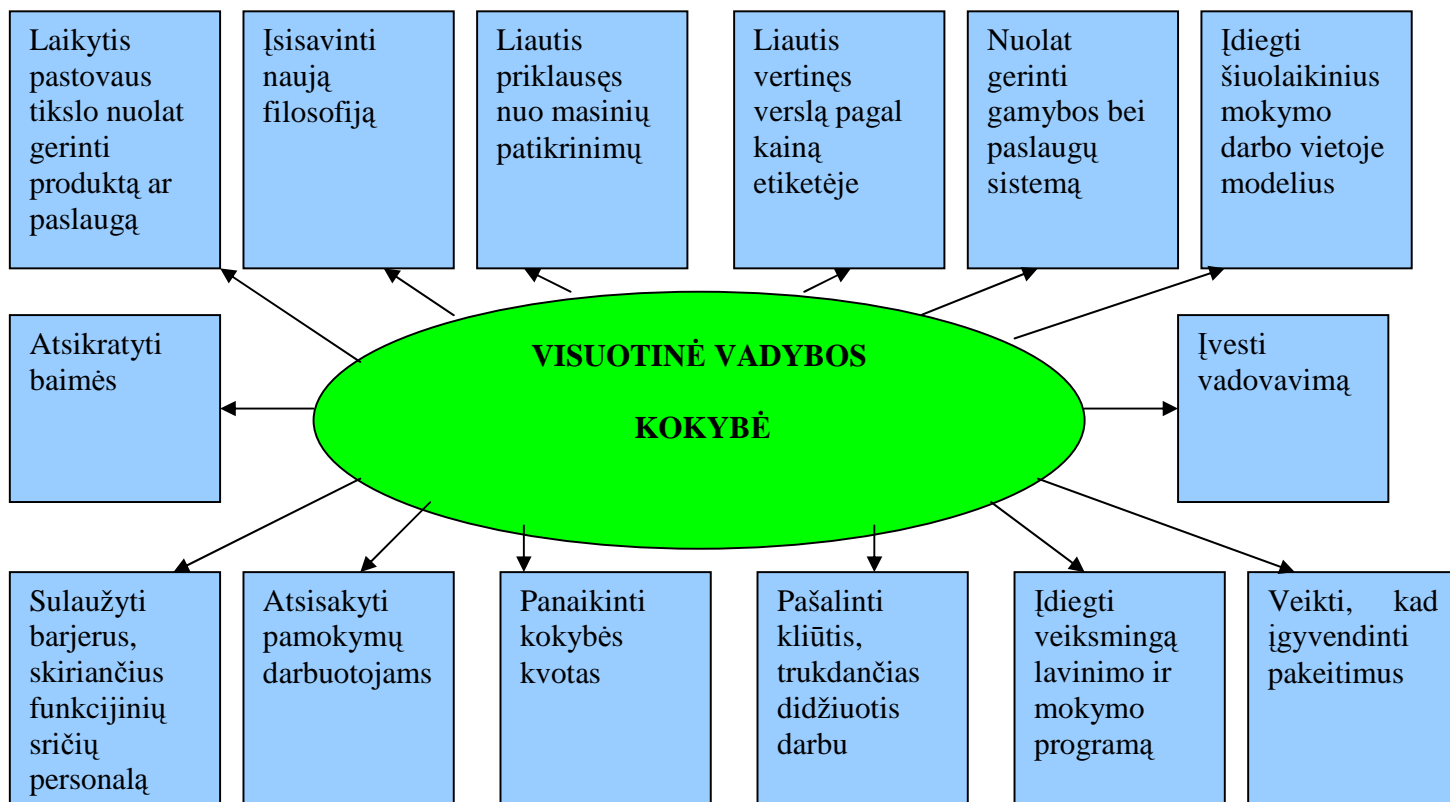 Laikytis
pastovaus
tikslo nuolat
gerinti
produktą ar
paslaugą
Įsisavinti
naują
filosofiją
Liautis
priklausęs
nuo masinių
patikrinimų
Liautis
vertinęs
verslą pagal
kainą
etiketėje
Nuolat
gerinti
gamybos bei
paslaugų
sistemą
Įdiegti
šiuolaikinius
mokymo
darbo vietoje
modelius
Atsikratyti
baimės
VISUOTINĖ VADYBOS
KOKYBĖ
Įvesti
vadovavimą
Sulaužyti
barjerus,
skiriančius
funkcijinių
sričių
personalą
Atsisakyti
pamokymų
darbuotojams
Panaikinti
kokybės
kvotas
Pašalinti
kliūtis,
trukdančias
didžiuotis
darbu
Įdiegti
veiksmingą
lavinimo ir
mokymo
programą
Veikti, kad
įgyvendinti
pakeitimus